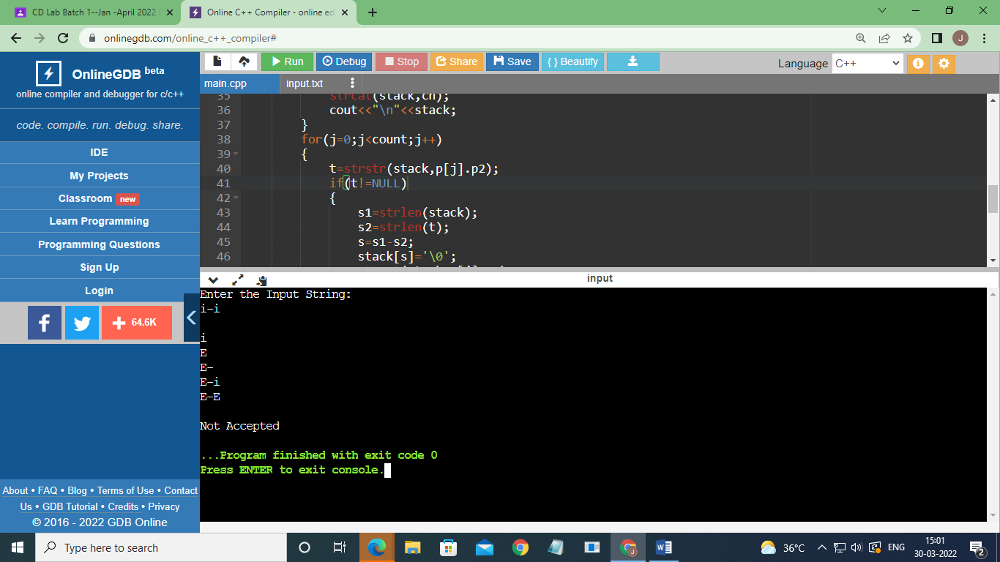 CD Lab Batch 1--Jan -April 2022
Online C++ Compiler - online ed
onlinegdb.com/online_c++_compiler#
J
OnlineGDB beta
online compiler and debugger for c/c++
code. compile. run. debug. share.
IDE
My Projects
Classroom new
Learn Programming
Programming Questions
Sign Up
Login
64.6K
About • FAQ • Blog • Terms of Use • Contact
Us • GDB Tutorial • Credits • Privacy
© 2016 - 2022 GDB Online
Run Debug Stop Share Save { } Beautify
Language C++
main.cpp input.txt
35 strcat(stack,ch);
36 cout<<"\n"<<stack;
37 }
38 for(j=0;j<count;j++)
39 {
40 t=strstr(stack,p[j].p2);
41 if(t!=NULL)
42 {
43 s1=strlen(stack);
44 s2=strlen(t);
45 s=s1-s2;
46 stack[s]='\0';
input
Enter the Input String:
i-i
i
E
E-
E-i
E-E
Not Accepted
...Program finished with exit code 0
Press ENTER to exit console.
Type here to search
36°C
ENG
15:01
30-03-2022
2